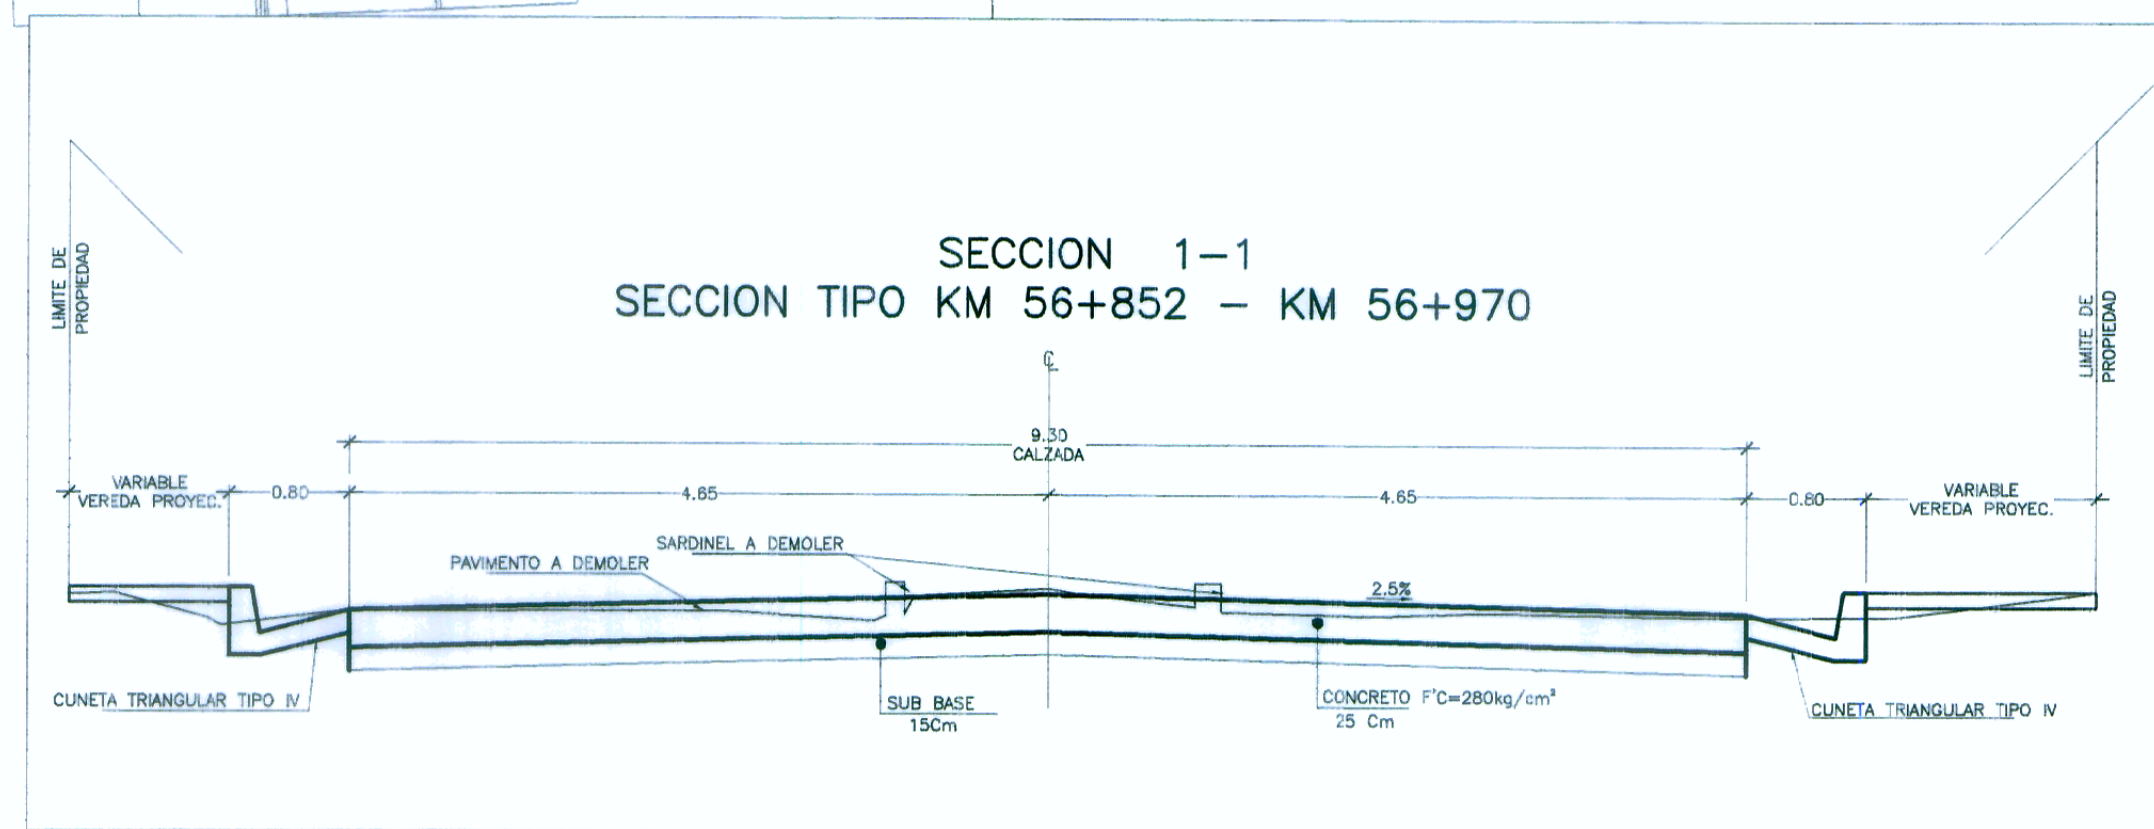 SECCION 1-1
SECCION TIPO KM 56+852 - KM 56+970
LIMITE DE
PROPIEDAD
LIMITE DE
PROPIEDAD
℄
9.30
CALZADA
VARIABLE
VEREDA PROYEC.
0.80
4.65
4.65
0.80
VARIABLE
VEREDA PROYEC.
SARDINEL A DEMOLER
PAVIMENTO A DEMOLER
2.5%
CUNETA TRIANGULAR TIPO IV
SUB BASE
15Cm
CONCRETO F'C=280kg/cm²
25 Cm
CUNETA TRIANGULAR TIPO IV